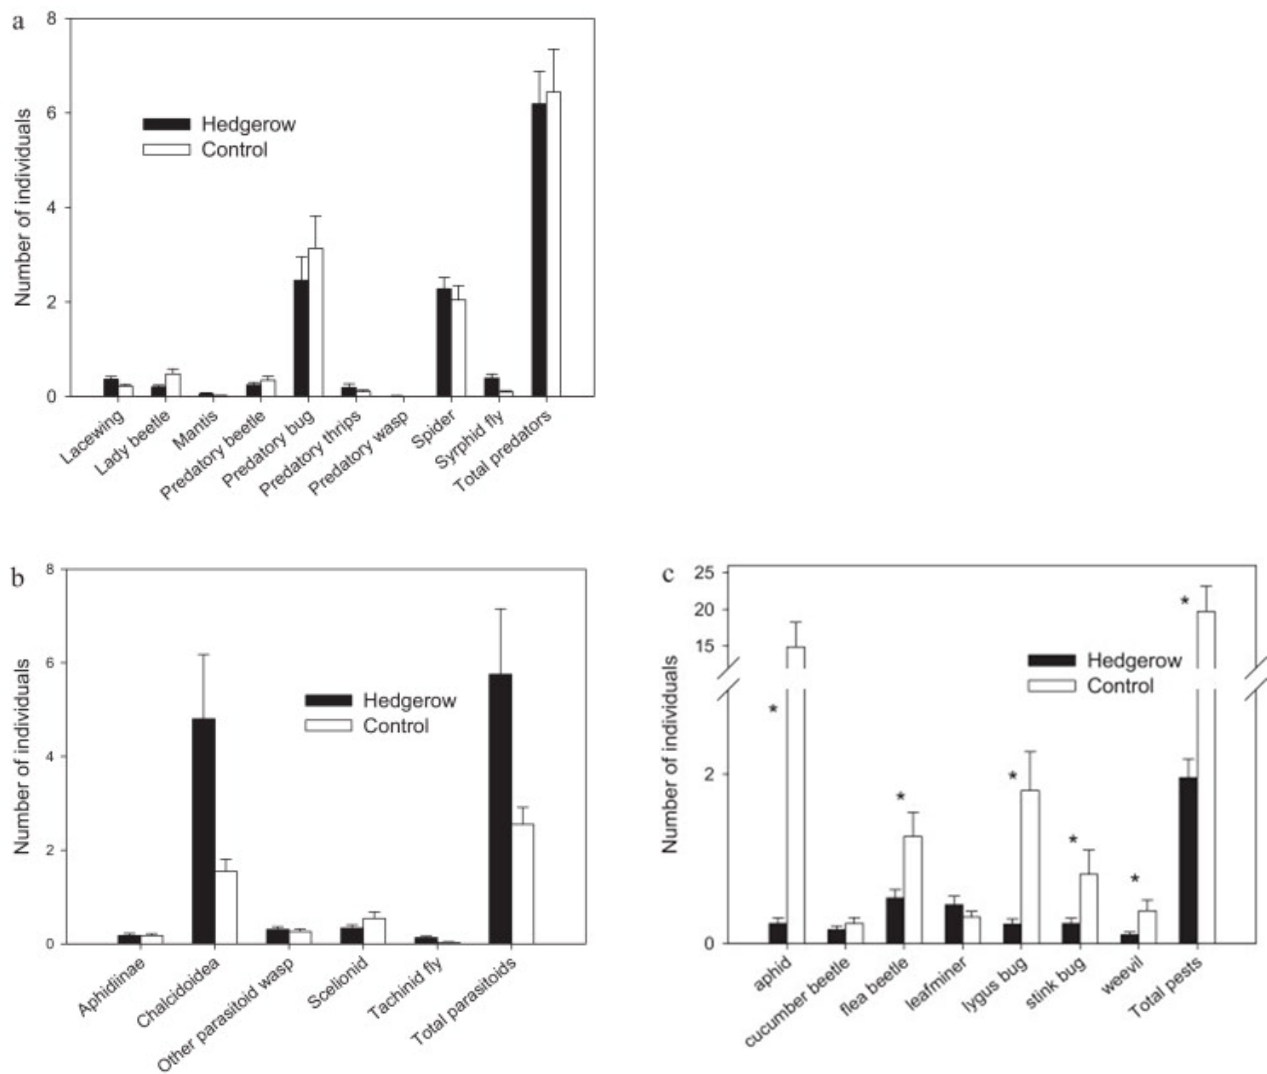 a
8
6
4
2
0
Number of individuals
Hedgerow
Control
Lacewing
Lady beetle
Mantis
Predatory beetle
Predatory bug
Predatory thrips
Predatory wasp
Spider
Syrphid fly
Total predators
b
8
6
4
2
0
Number of individuals
Hedgerow
Control
Aphidiinae
Chalcidoidea
Other parasitoid wasp
Scelionid
Tachinid fly
Total parasitoids
c
25
20
15
2
0
Number of individuals
Hedgerow
Control
*
*
*
*
*
*
aphid
cucumber beetle
flea beetle
leafminer
lygus bug
stink bug
weevil
Total pests